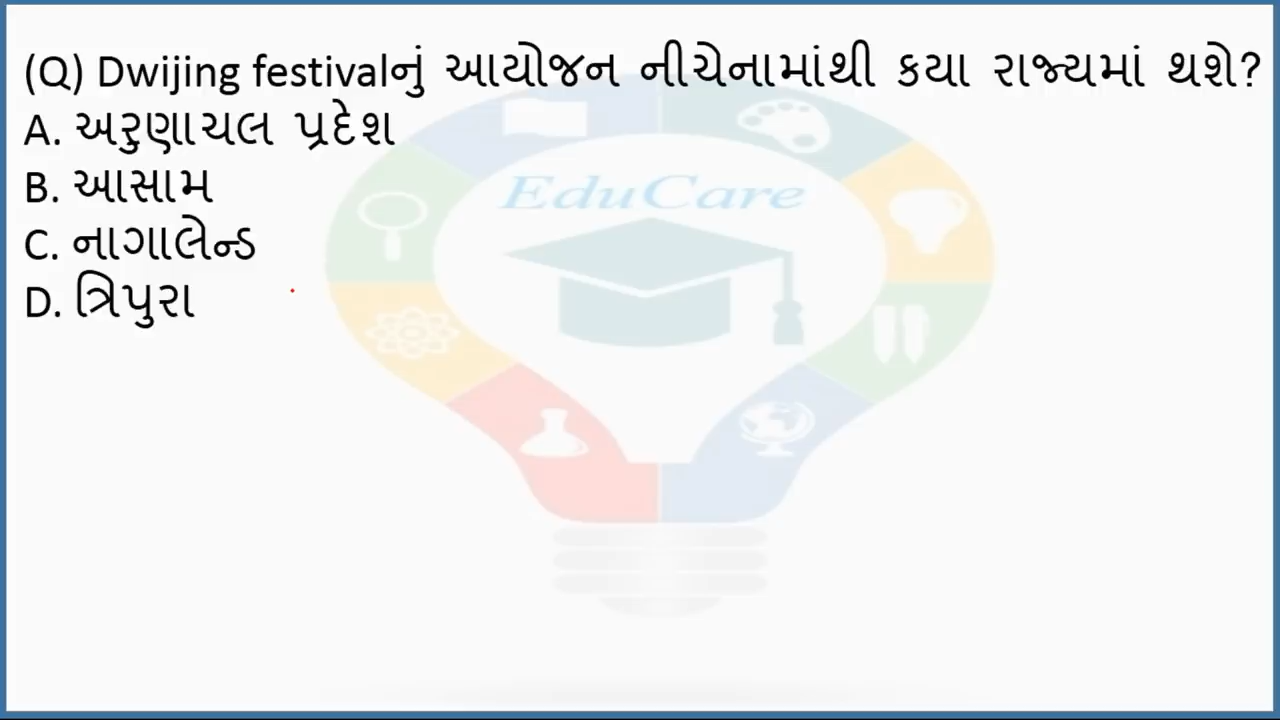 (Q) Dwijing festivalનું આયોજન નીચેનામાંથી કયા રાજ્યમાં થશે?
A. અરુણાચલ પ્રદેશ
B. આસામ
EduCare
C. નાગાલેન્ડ
D. ત્રિપુરા